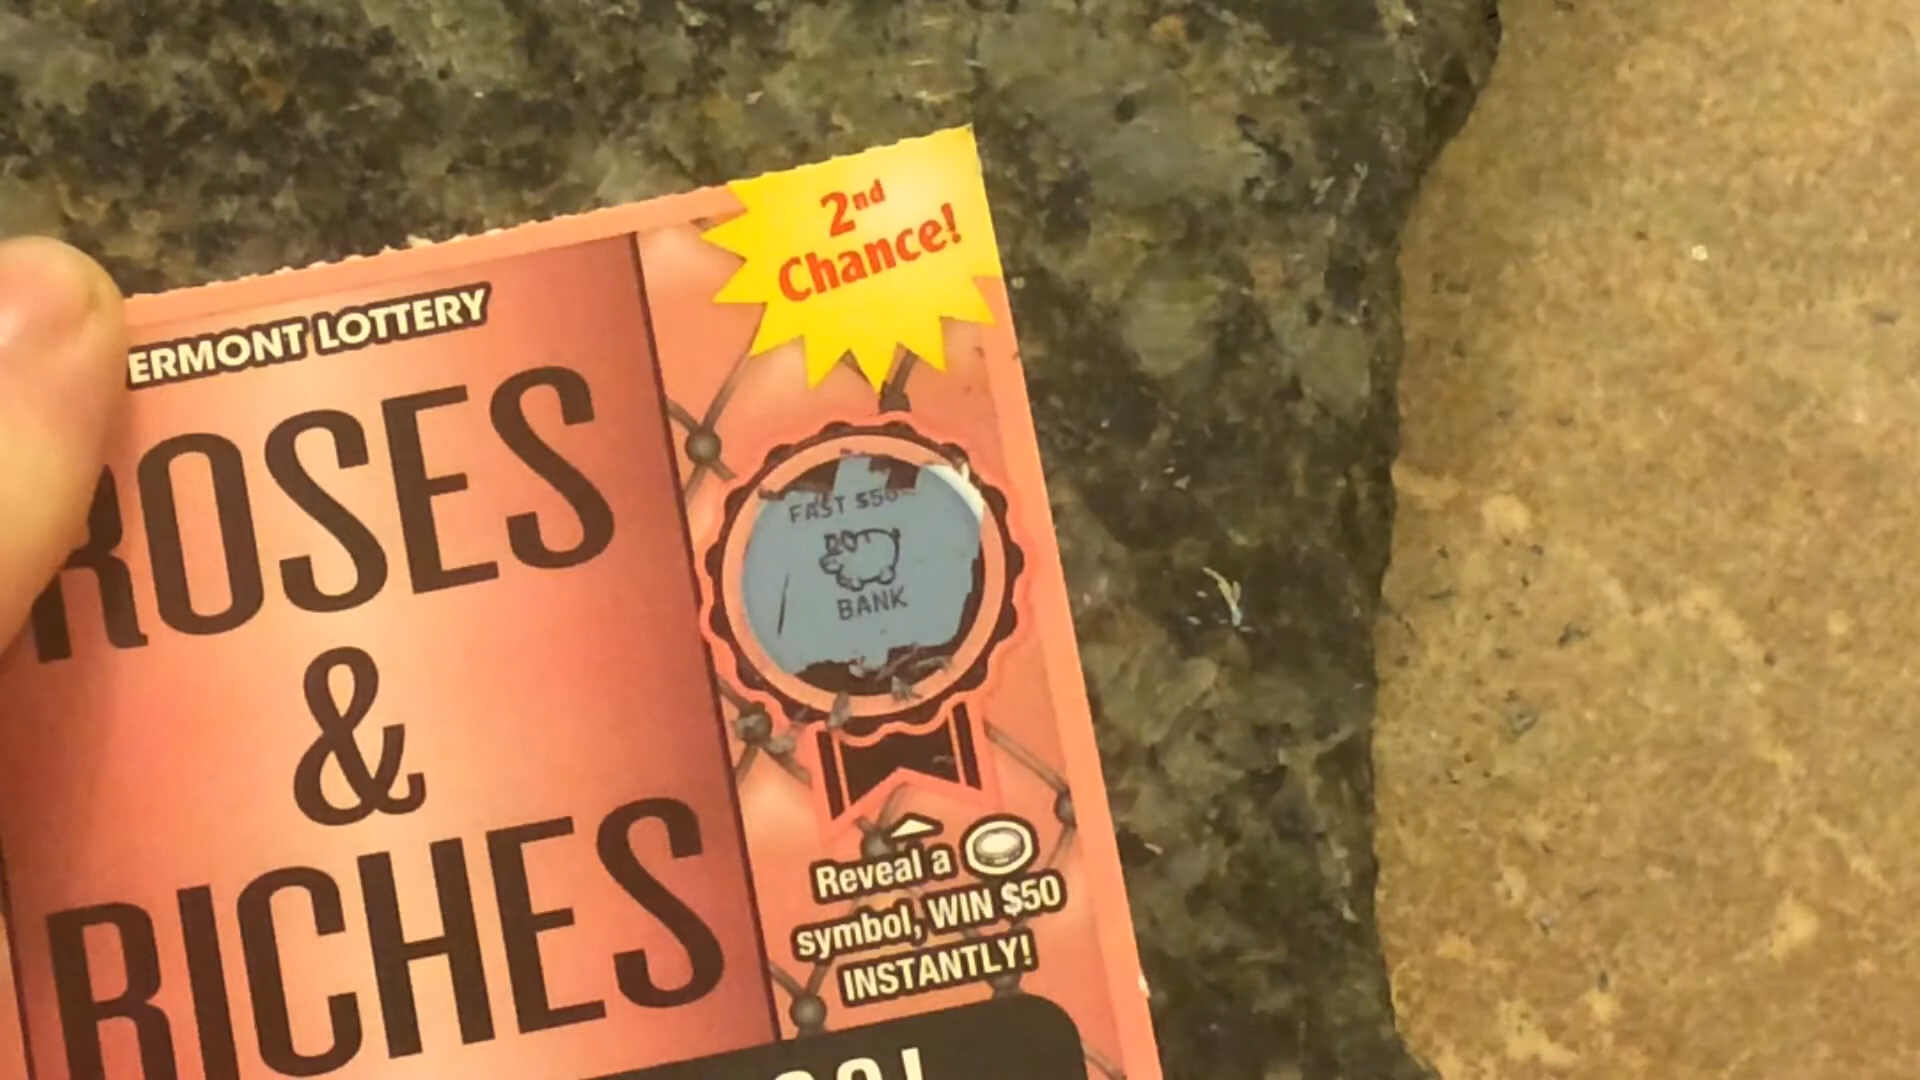 ERMONT LOTTERY
ROSES
&
RICHES
2nd
Chance!
FAST $50
BANK
Reveal a
symbol, WIN $50
INSTANTLY!